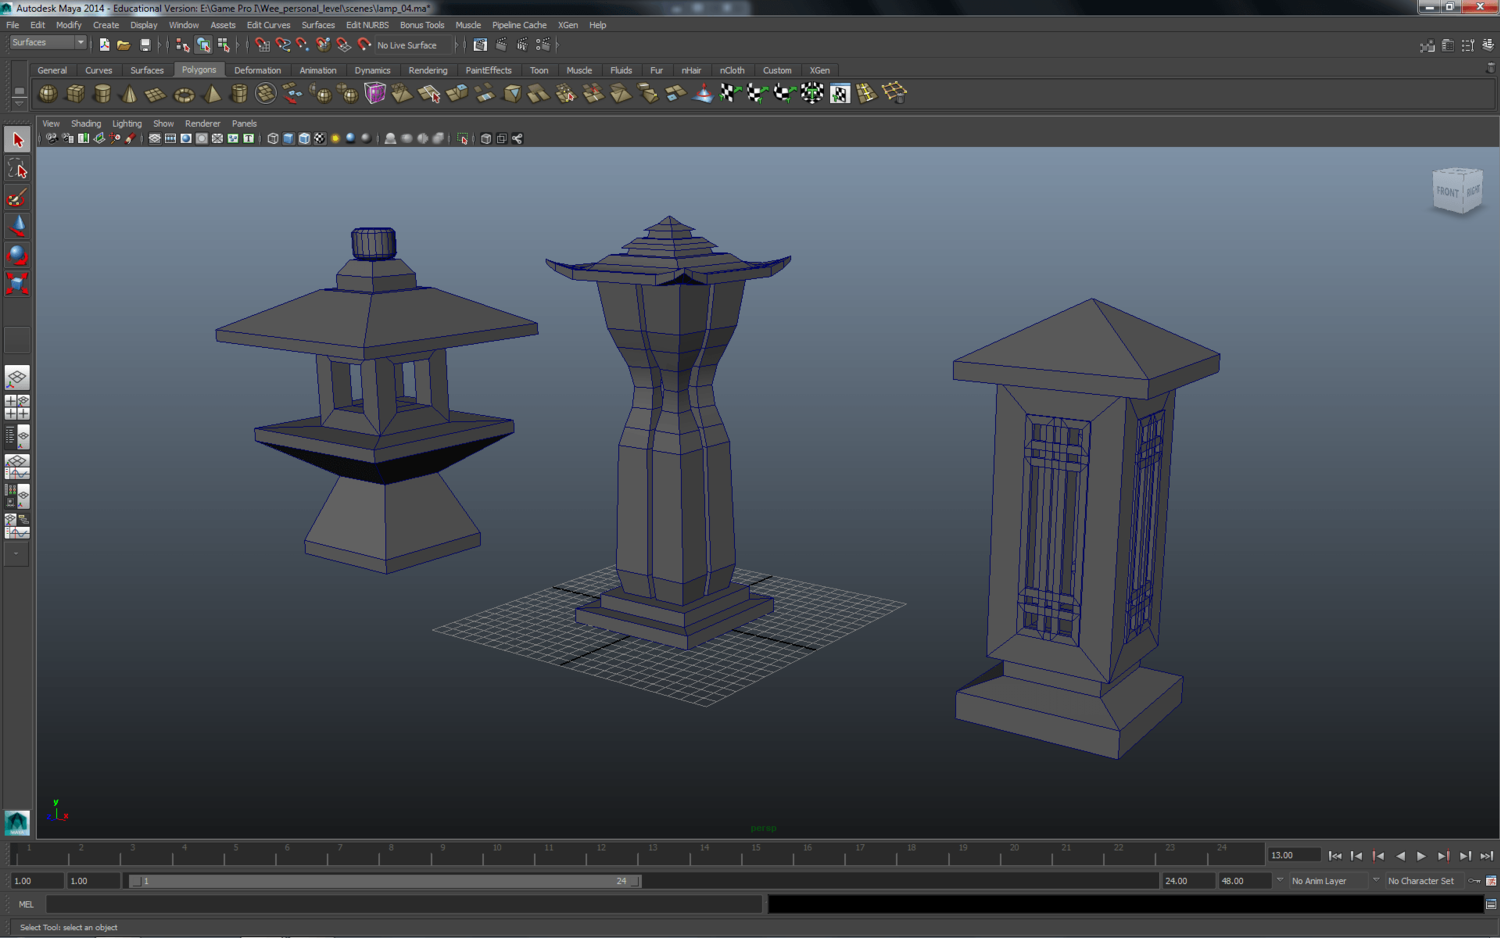 Autodesk Maya 2014 - Educational Version: E:\Game Pro I\Wee_personal_level\scenes\lamp_04.ma*
File Edit Modify Create Display Window Assets Edit Curves Surfaces Edit NURBS Bonus Tools Muscle Pipeline Cache XGen Help
Surfaces No Live Surface
General Curves Surfaces Polygons Deformation Animation Dynamics Rendering PaintEffects Toon Muscle Fluids Fur nHair nCloth Custom XGen
View Shading Lighting Show Renderer Panels
FRONT RIGHT
y
x
persp
1 2 3 4 5 6 7 8 9 10 11 12 13 14 15 16 17 18 19 20 21 22 23 24 13.00
1.00 1.00 1 24 24.00 48.00 No Anim Layer No Character Set
MEL
Select Tool: select an object